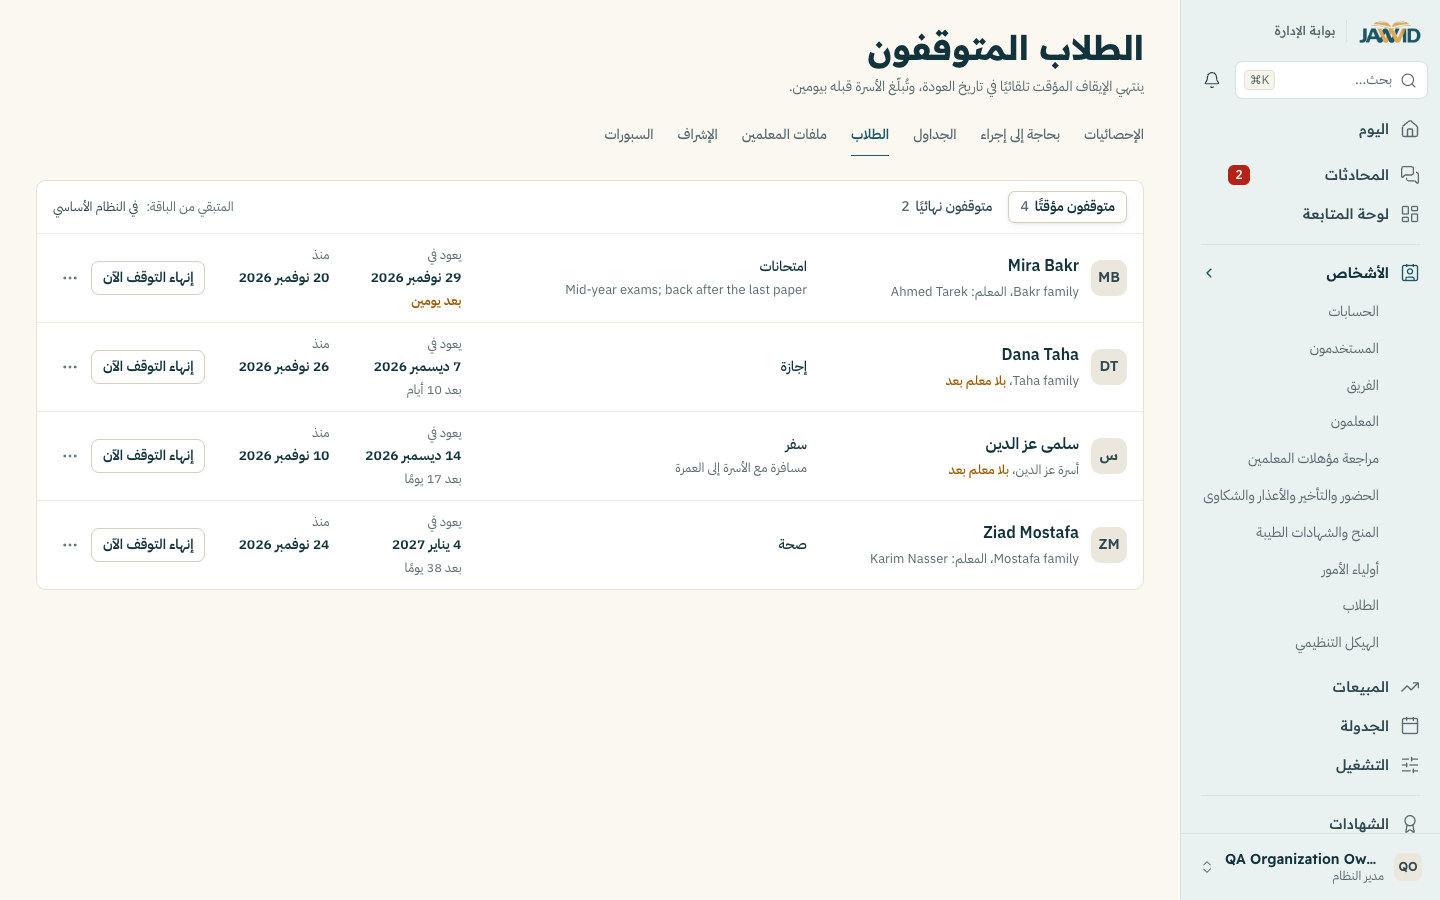 JAWWID
بوابة الإدارة
بحث...
⌘K
اليوم
المحادثات
2
لوحة المتابعة
الأشخاص
الحسابات
المستخدمون
الفريق
المعلمون
مراجعة مؤهلات المعلمين
الحضور والتأخير والأعذار والشكاوى
المنح والشهادات الطيبة
أولياء الأمور
الطلاب
الهيكل التنظيمي
المبيعات
الجدولة
التشغيل
الشهادات
QO
QA Organization Ow...
مدير النظام
الطلاب المتوقفون
ينتهي الإيقاف المؤقت تلقائيًا في تاريخ العودة، وتُبلّغ الأسرة قبله بيومين.
الإحصائيات
بحاجة إلى إجراء
الجداول
الطلاب
ملفات المعلمين
الإشراف
السبورات
متوقفون مؤقتًا 4
متوقفون نهائيًا 2
المتبقي من الباقة: في النظام الأساسي
MB
Mira Bakr
Bakr family، المعلم: Ahmed Tarek
امتحانات
Mid-year exams; back after the last paper
يعود في
29 نوفمبر 2026
بعد يومين
منذ
20 نوفمبر 2026
إنهاء التوقف الآن
DT
Dana Taha
Taha family، بلا معلم بعد
إجازة
يعود في
7 ديسمبر 2026
بعد 10 أيام
منذ
26 نوفمبر 2026
إنهاء التوقف الآن
س
سلمى عز الدين
أسرة عز الدين، بلا معلم بعد
سفر
مسافرة مع الأسرة إلى العمرة
يعود في
14 ديسمبر 2026
بعد 17 يومًا
منذ
10 نوفمبر 2026
إنهاء التوقف الآن
ZM
Ziad Mostafa
Mostafa family، المعلم: Karim Nasser
صحة
يعود في
4 يناير 2027
بعد 38 يومًا
منذ
24 نوفمبر 2026
إنهاء التوقف الآن